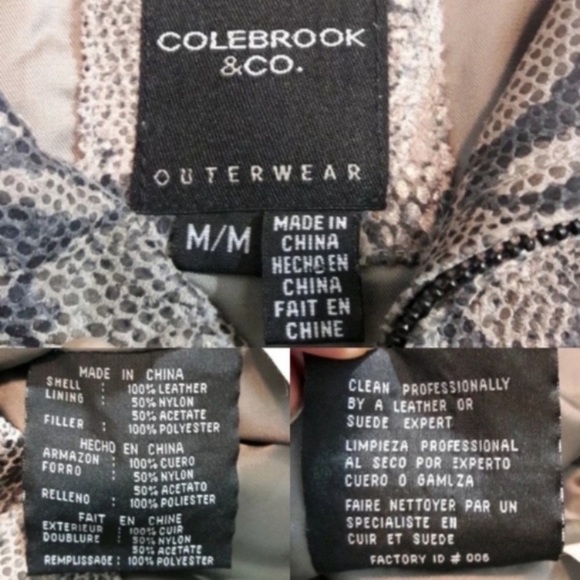 COLEBROOK
&CO.
OUTERWEAR
M/M
MADE IN
CHINA
HECHO EN
CHINA
FAIT EN
CHINE
MADE IN CHINA
SHELL : 100% LEATHER
LINING : 50% NYLON
50% ACETATE
FILLER : 100% POLYESTER
HECHO EN CHINA
ARMAZON : 100% CUERO
FORRO : 50% NYLON
50% ACETATO
RELLENO : 100% POLIESTER
FAIT EN CHINE
EXTERIEUR : 100% CUIR
DOUBLURE : 50% NYLON
50% ACETATE
REMPLISSAGE: 100% POLYESTER
CLEAN PROFESSIONALLY
BY A LEATHER OR
SUEDE EXPERT
LIMPIEZA PROFESSIONAL
AL SECO POR EXPERTO
CUERO O GAMUZA
FAIRE NETTOYER PAR UN
SPECIALISTE EN
CUIR ET SUEDE
FACTORY ID # 006